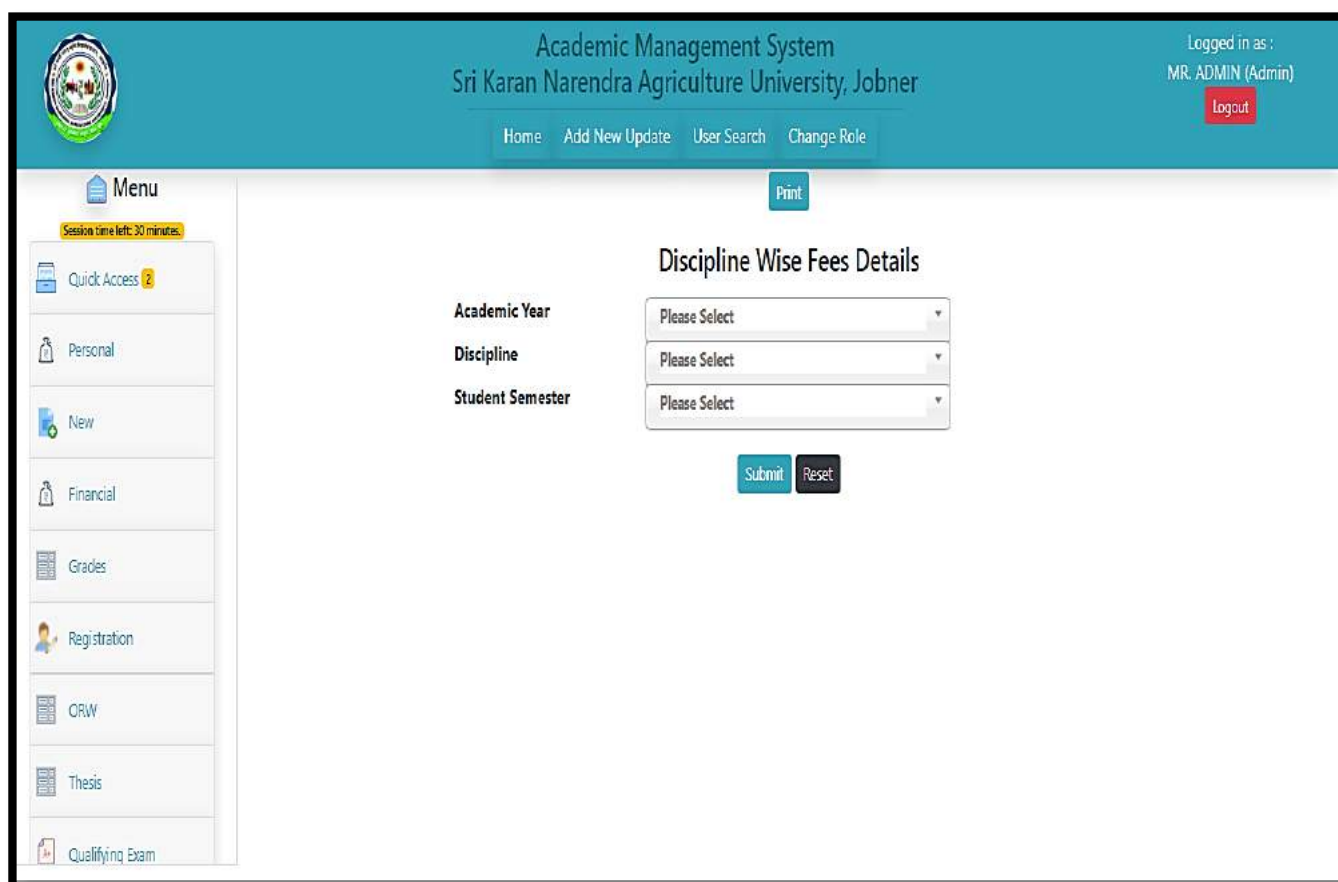 Academic Management System
Sri Karan Narendra Agriculture University, Jobner
Home Add New Update User Search Change Role
Logged in as :
MR. ADMIN (Admin)
Logout
Menu
Session time left: 30 minutes.
Quick Access 2
Personal
New
Financial
Grades
Registration
ORW
Thesis
Qualifying Exam
Print
Discipline Wise Fees Details
Academic Year Please Select
Discipline Please Select
Student Semester Please Select
Submit Reset